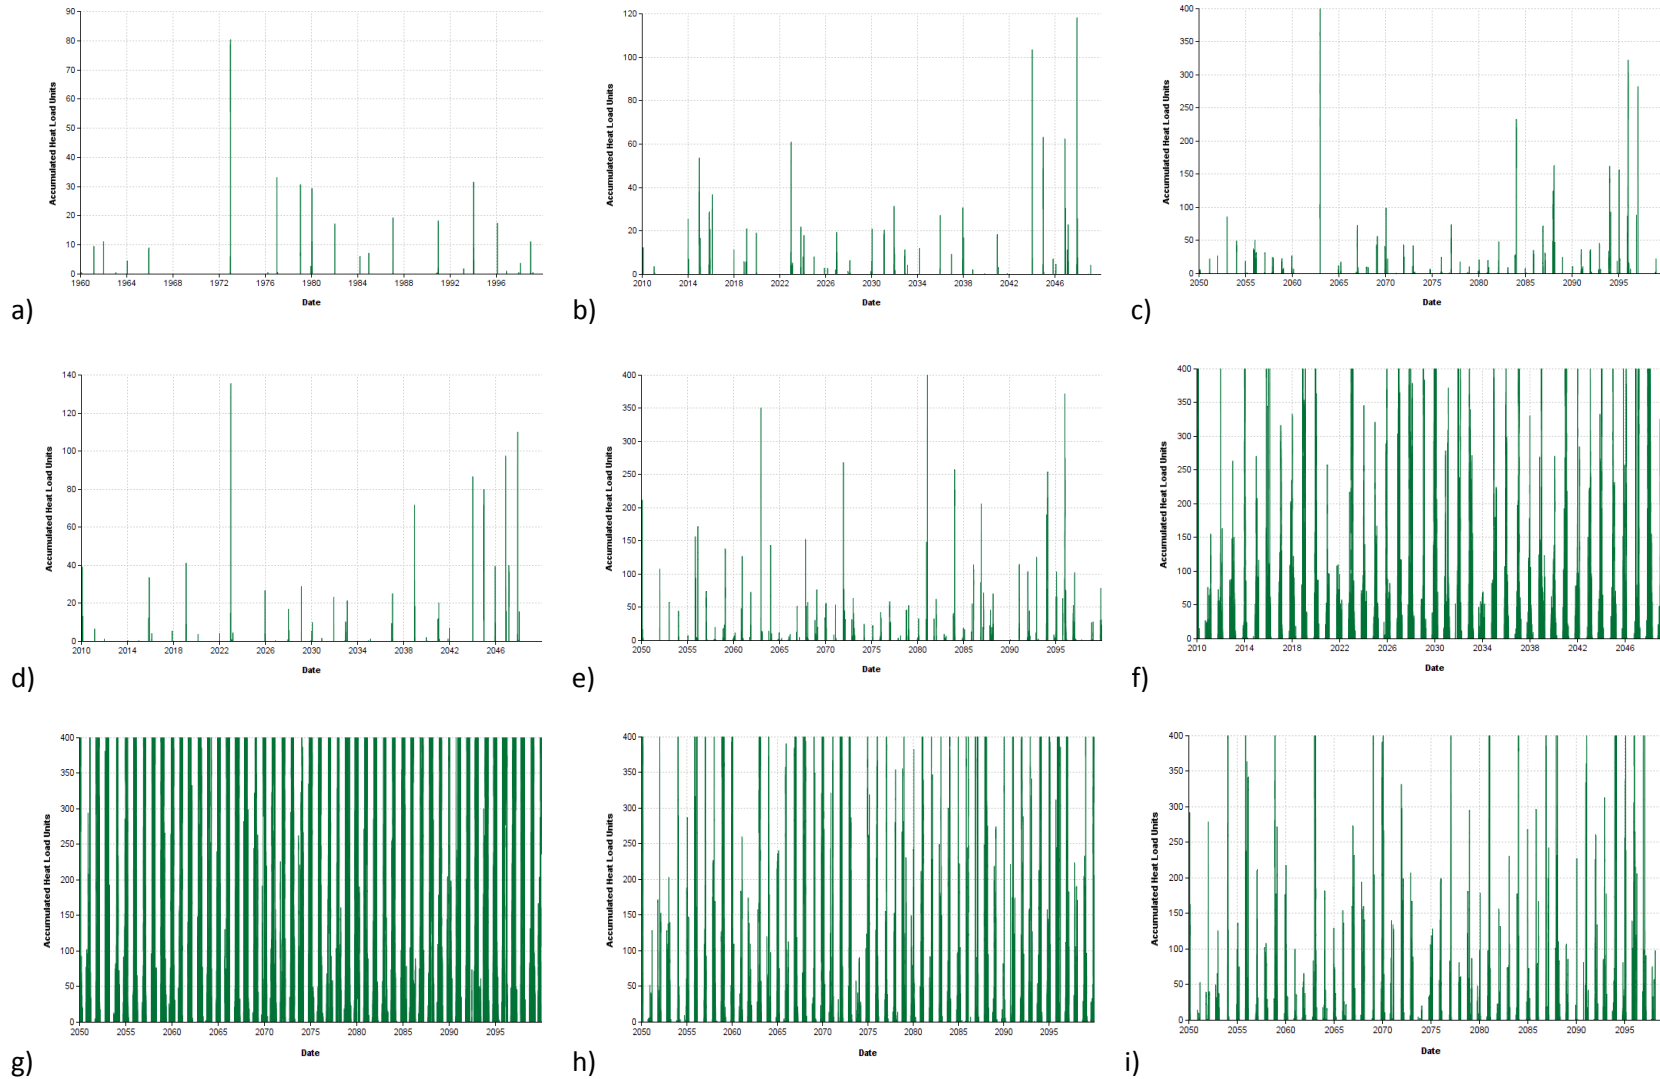 90
80
70
60
50
40
30
20
10
0
Accumulated Heat Load Units
1960 1964 1968 1972 1976 1980 1984 1988 1992 1996
Date
a)
120
100
80
60
40
20
0
Accumulated Heat Load Units
2010 2014 2018 2022 2026 2030 2034 2038 2042 2046
Date
b)
400
350
300
250
200
150
100
50
0
Accumulated Heat Load Units
2050 2055 2060 2065 2070 2075 2080 2085 2090 2095
Date
c)
140
120
100
80
60
40
20
0
Accumulated Heat Load Units
2010 2014 2018 2022 2026 2030 2034 2038 2042 2046
Date
d)
400
350
300
250
200
150
100
50
0
Accumulated Heat Load Units
2050 2055 2060 2065 2070 2075 2080 2085 2090 2095
Date
e)
400
350
300
250
200
150
100
50
0
Accumulated Heat Load Units
2010 2014 2018 2022 2026 2030 2034 2038 2042 2046
Date
f)
400
350
300
250
200
150
100
50
0
Accumulated Heat Load Units
2050 2055 2060 2065 2070 2075 2080 2085 2090 2095
Date
g)
400
350
300
250
200
150
100
50
0
Accumulated Heat Load Units
2050 2055 2060 2065 2070 2075 2080 2085 2090 2095
Date
h)
400
350
300
250
200
150
100
50
0
Accumulated Heat Load Units
2050 2055 2060 2065 2070 2075 2080 2085 2090 2095
Date
i)